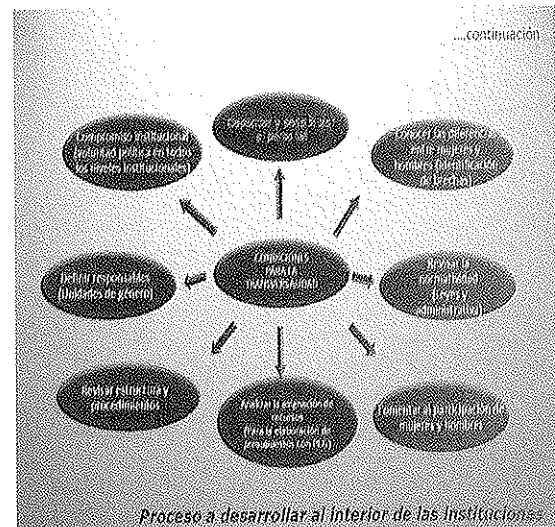 ....continuación
Capacitar y sensibilizar
al personal
Compromiso institucional
(voluntad política en todos
los niveles institucionales)
Conocer las diferencias
entre mujeres y
hombres (identificación
de brechas)
CONDICIONES
PARA LA
TRANSVERSALIDAD
Definir responsables
(Unidades de género)
Revisar la
normatividad
(Leyes y
administrativa)
Revisar estructura y
procedimientos
Analizar la asignación de
recursos
(Para la elaboración de
presupuestos con PEG)
Fomentar al participación de
mujeres y hombres
Proceso a desarrollar al interior de las Instituciones